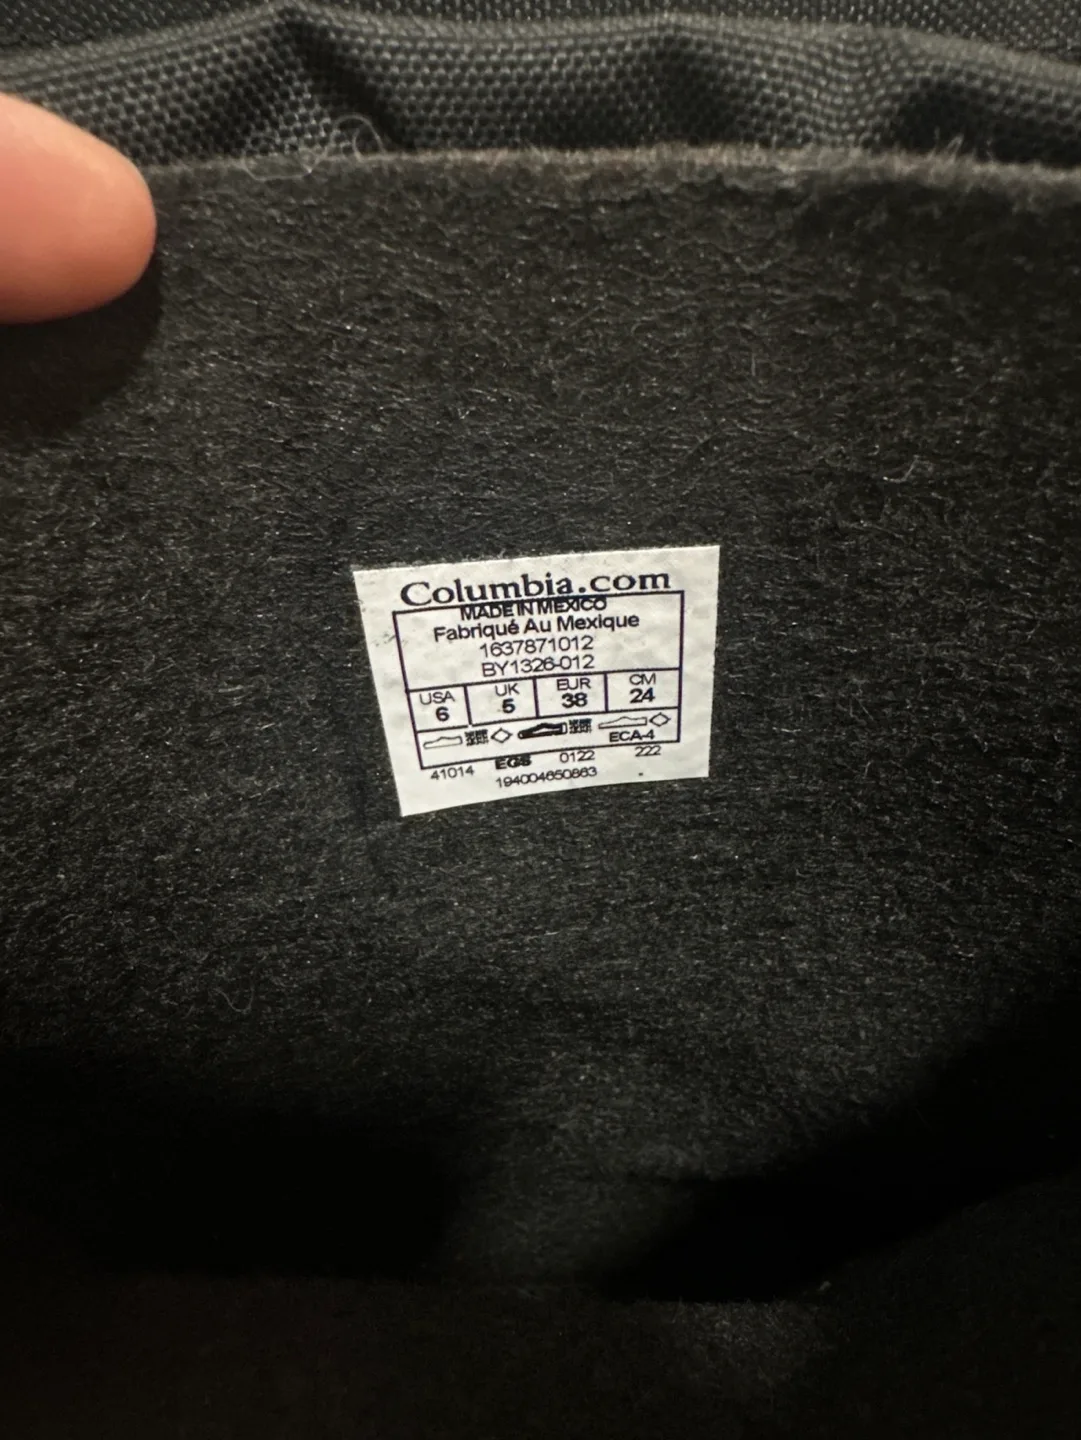 Columbia.com
MADE IN MEXICO
Fabriqué Au Mexique
1637871012
BY1326-012
USA UK EUR CM
6 5 38 24
ECA-4
41014 EGS 0122 222
194004650863